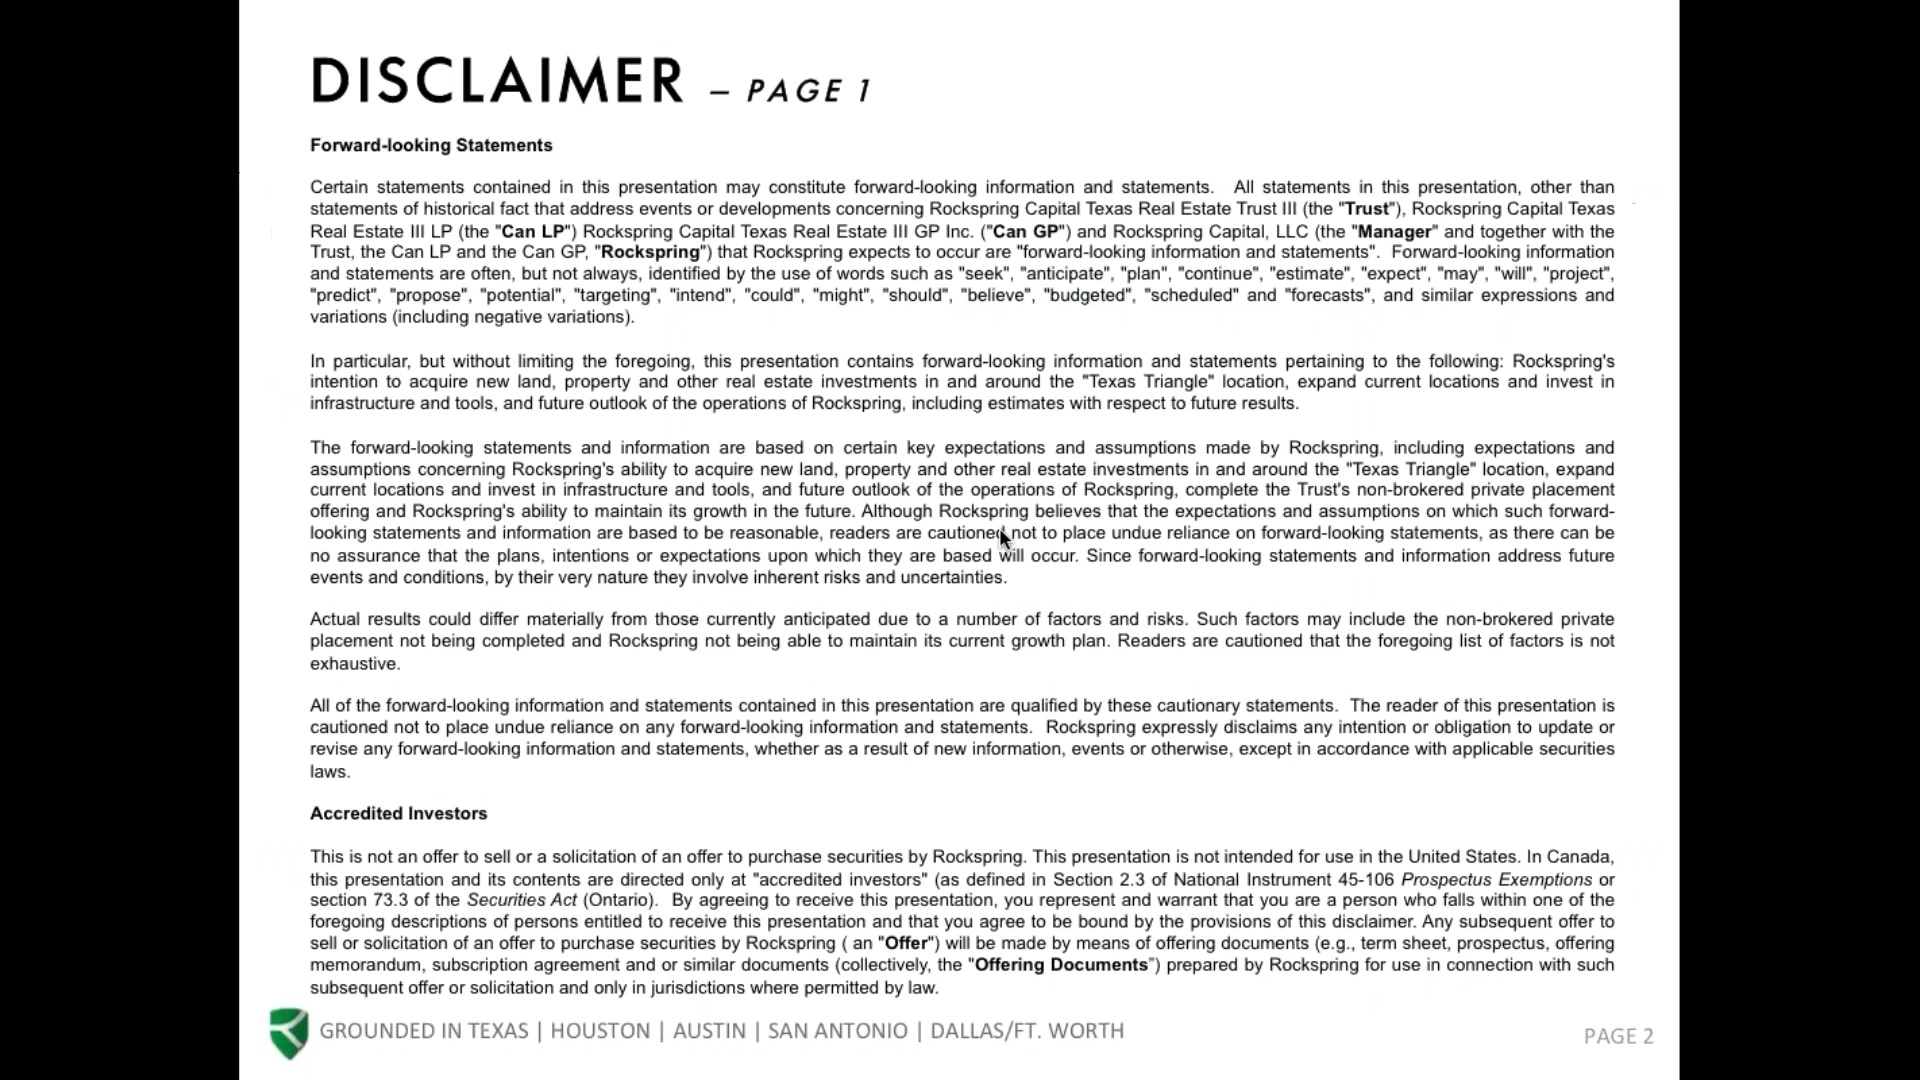 DISCLAIMER – PAGE 1
Forward-looking Statements
Certain statements contained in this presentation may constitute forward-looking information and statements. All statements in this presentation, other than
statements of historical fact that address events or developments concerning Rockspring Capital Texas Real Estate Trust III (the "Trust"), Rockspring Capital Texas
Real Estate III LP (the "Can LP") Rockspring Capital Texas Real Estate III GP Inc. ("Can GP") and Rockspring Capital, LLC (the "Manager" and together with the
Trust, the Can LP and the Can GP, "Rockspring") that Rockspring expects to occur are "forward-looking information and statements". Forward-looking information
and statements are often, but not always, identified by the use of words such as "seek", "anticipate", "plan", "continue", "estimate", "expect", "may", "will", "project",
"predict", "propose", "potential", "targeting", "intend", "could", "might", "should", "believe", "budgeted", "scheduled" and "forecasts", and similar expressions and
variations (including negative variations).
In particular, but without limiting the foregoing, this presentation contains forward-looking information and statements pertaining to the following: Rockspring's
intention to acquire new land, property and other real estate investments in and around the "Texas Triangle" location, expand current locations and invest in
infrastructure and tools, and future outlook of the operations of Rockspring, including estimates with respect to future results.
The forward-looking statements and information are based on certain key expectations and assumptions made by Rockspring, including expectations and
assumptions concerning Rockspring's ability to acquire new land, property and other real estate investments in and around the "Texas Triangle" location, expand
current locations and invest in infrastructure and tools, and future outlook of the operations of Rockspring, complete the Trust's non-brokered private placement
offering and Rockspring's ability to maintain its growth in the future. Although Rockspring believes that the expectations and assumptions on which such forward-
looking statements and information are based to be reasonable, readers are cautioned not to place undue reliance on forward-looking statements, as there can be
no assurance that the plans, intentions or expectations upon which they are based will occur. Since forward-looking statements and information address future
events and conditions, by their very nature they involve inherent risks and uncertainties.
Actual results could differ materially from those currently anticipated due to a number of factors and risks. Such factors may include the non-brokered private
placement not being completed and Rockspring not being able to maintain its current growth plan. Readers are cautioned that the foregoing list of factors is not
exhaustive.
All of the forward-looking information and statements contained in this presentation are qualified by these cautionary statements. The reader of this presentation is
cautioned not to place undue reliance on any forward-looking information and statements. Rockspring expressly disclaims any intention or obligation to update or
revise any forward-looking information and statements, whether as a result of new information, events or otherwise, except in accordance with applicable securities
laws.
Accredited Investors
This is not an offer to sell or a solicitation of an offer to purchase securities by Rockspring. This presentation is not intended for use in the United States. In Canada,
this presentation and its contents are directed only at "accredited investors" (as defined in Section 2.3 of National Instrument 45-106 Prospectus Exemptions or
section 73.3 of the Securities Act (Ontario). By agreeing to receive this presentation, you represent and warrant that you are a person who falls within one of the
foregoing descriptions of persons entitled to receive this presentation and that you agree to be bound by the provisions of this disclaimer. Any subsequent offer to
sell or solicitation of an offer to purchase securities by Rockspring ( an "Offer") will be made by means of offering documents (e.g., term sheet, prospectus, offering
memorandum, subscription agreement and or similar documents (collectively, the "Offering Documents") prepared by Rockspring for use in connection with such
subsequent offer or solicitation and only in jurisdictions where permitted by law.
GROUNDED IN TEXAS | HOUSTON | AUSTIN | SAN ANTONIO | DALLAS/FT. WORTH
PAGE 2